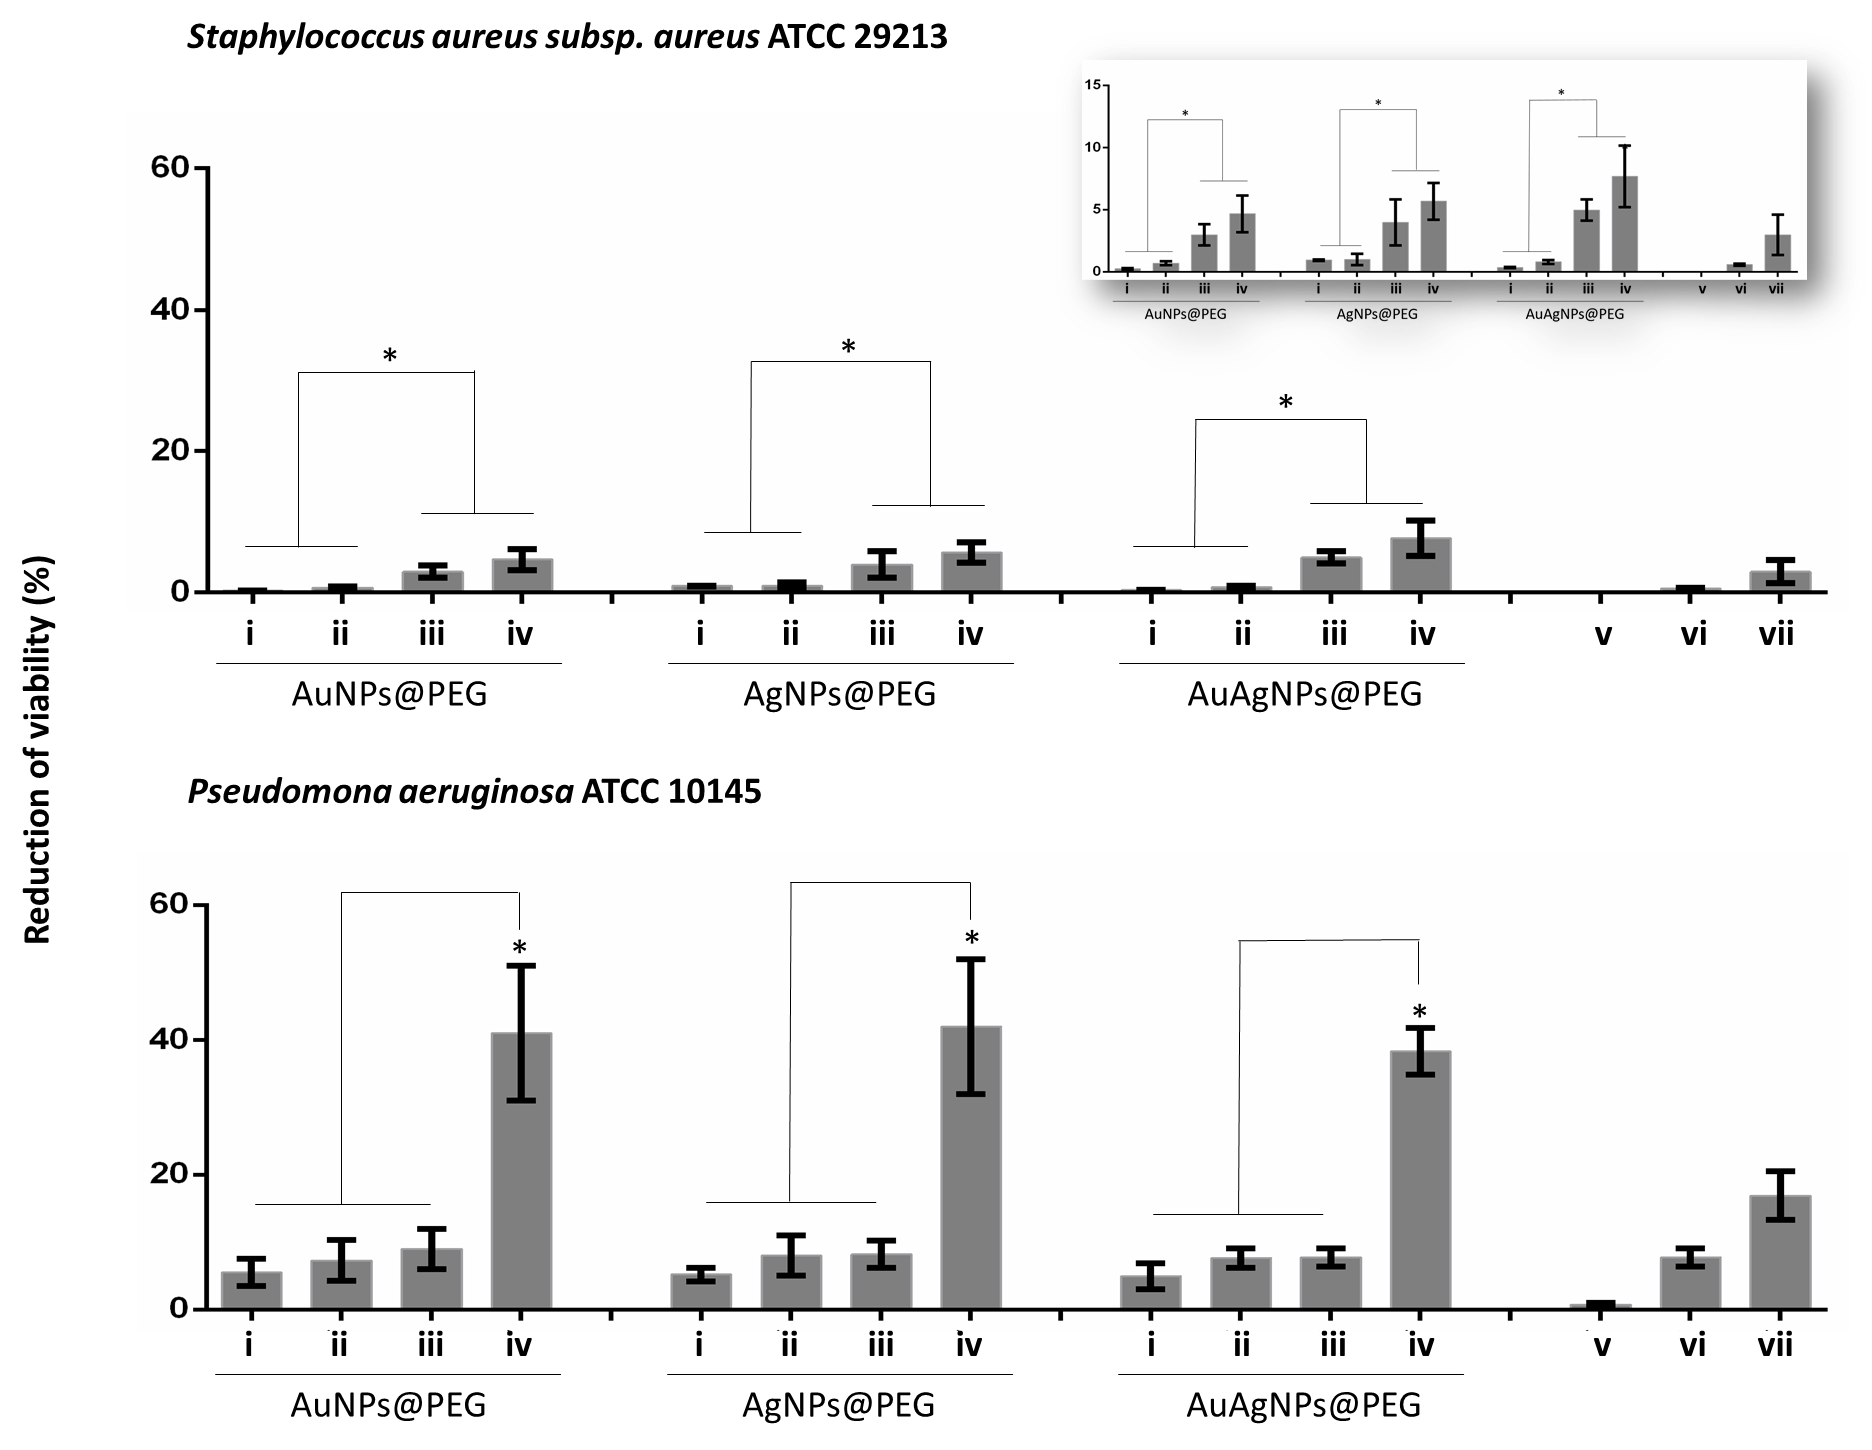 Staphylococcus aureus subsp. aureus ATCC 29213
15
10
5
0
* * *
i ii iii iv i ii iii iv i ii iii iv v vi vii
AuNPs@PEG AgNPs@PEG AuAgNPs@PEG
60
40
20
0
* * *
i ii iii iv i ii iii iv i ii iii iv v vi vii
AuNPs@PEG AgNPs@PEG AuAgNPs@PEG
Reduction of viability (%)
Pseudomona aeruginosa ATCC 10145
60
40
20
0
* * *
i ii iii iv i ii iii iv i ii iii iv v vi vii
AuNPs@PEG AgNPs@PEG AuAgNPs@PEG